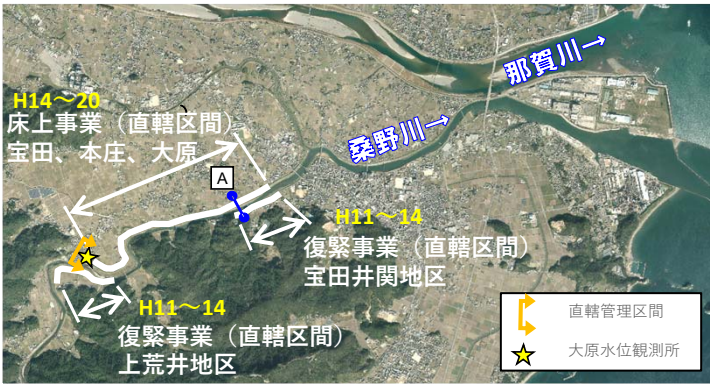 那賀川→
桑野川→
H14～20
床上事業（直轄区間）
宝田、本庄、大原
A
H11～14
復緊事業（直轄区間）
宝田井関地区
H11～14
復緊事業（直轄区間）
上荒井地区
直轄管理区間
大原水位観測所